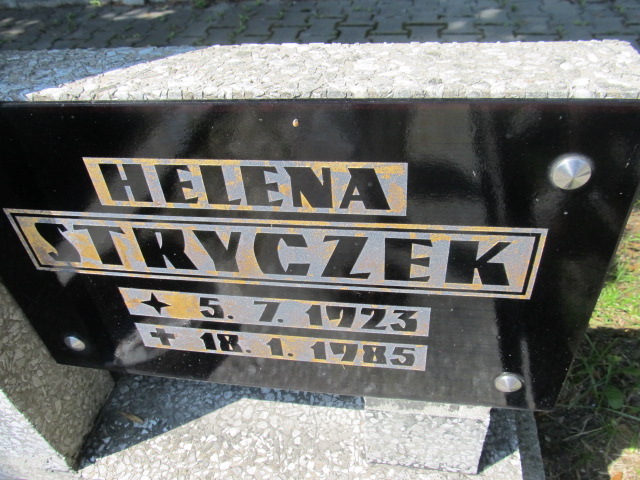 HELENA
STRYCZEK
✦ 5. 7. 1923
✝ 18. 1. 1985